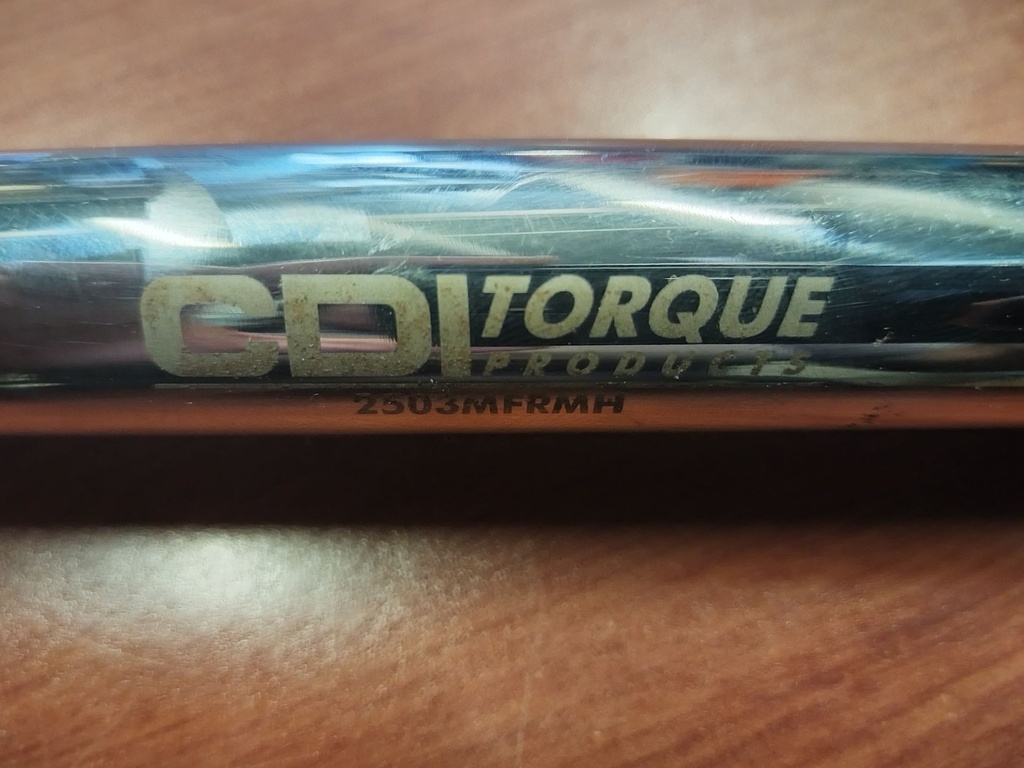 CDI TORQUE
PRODUCTS
2503MFRMH